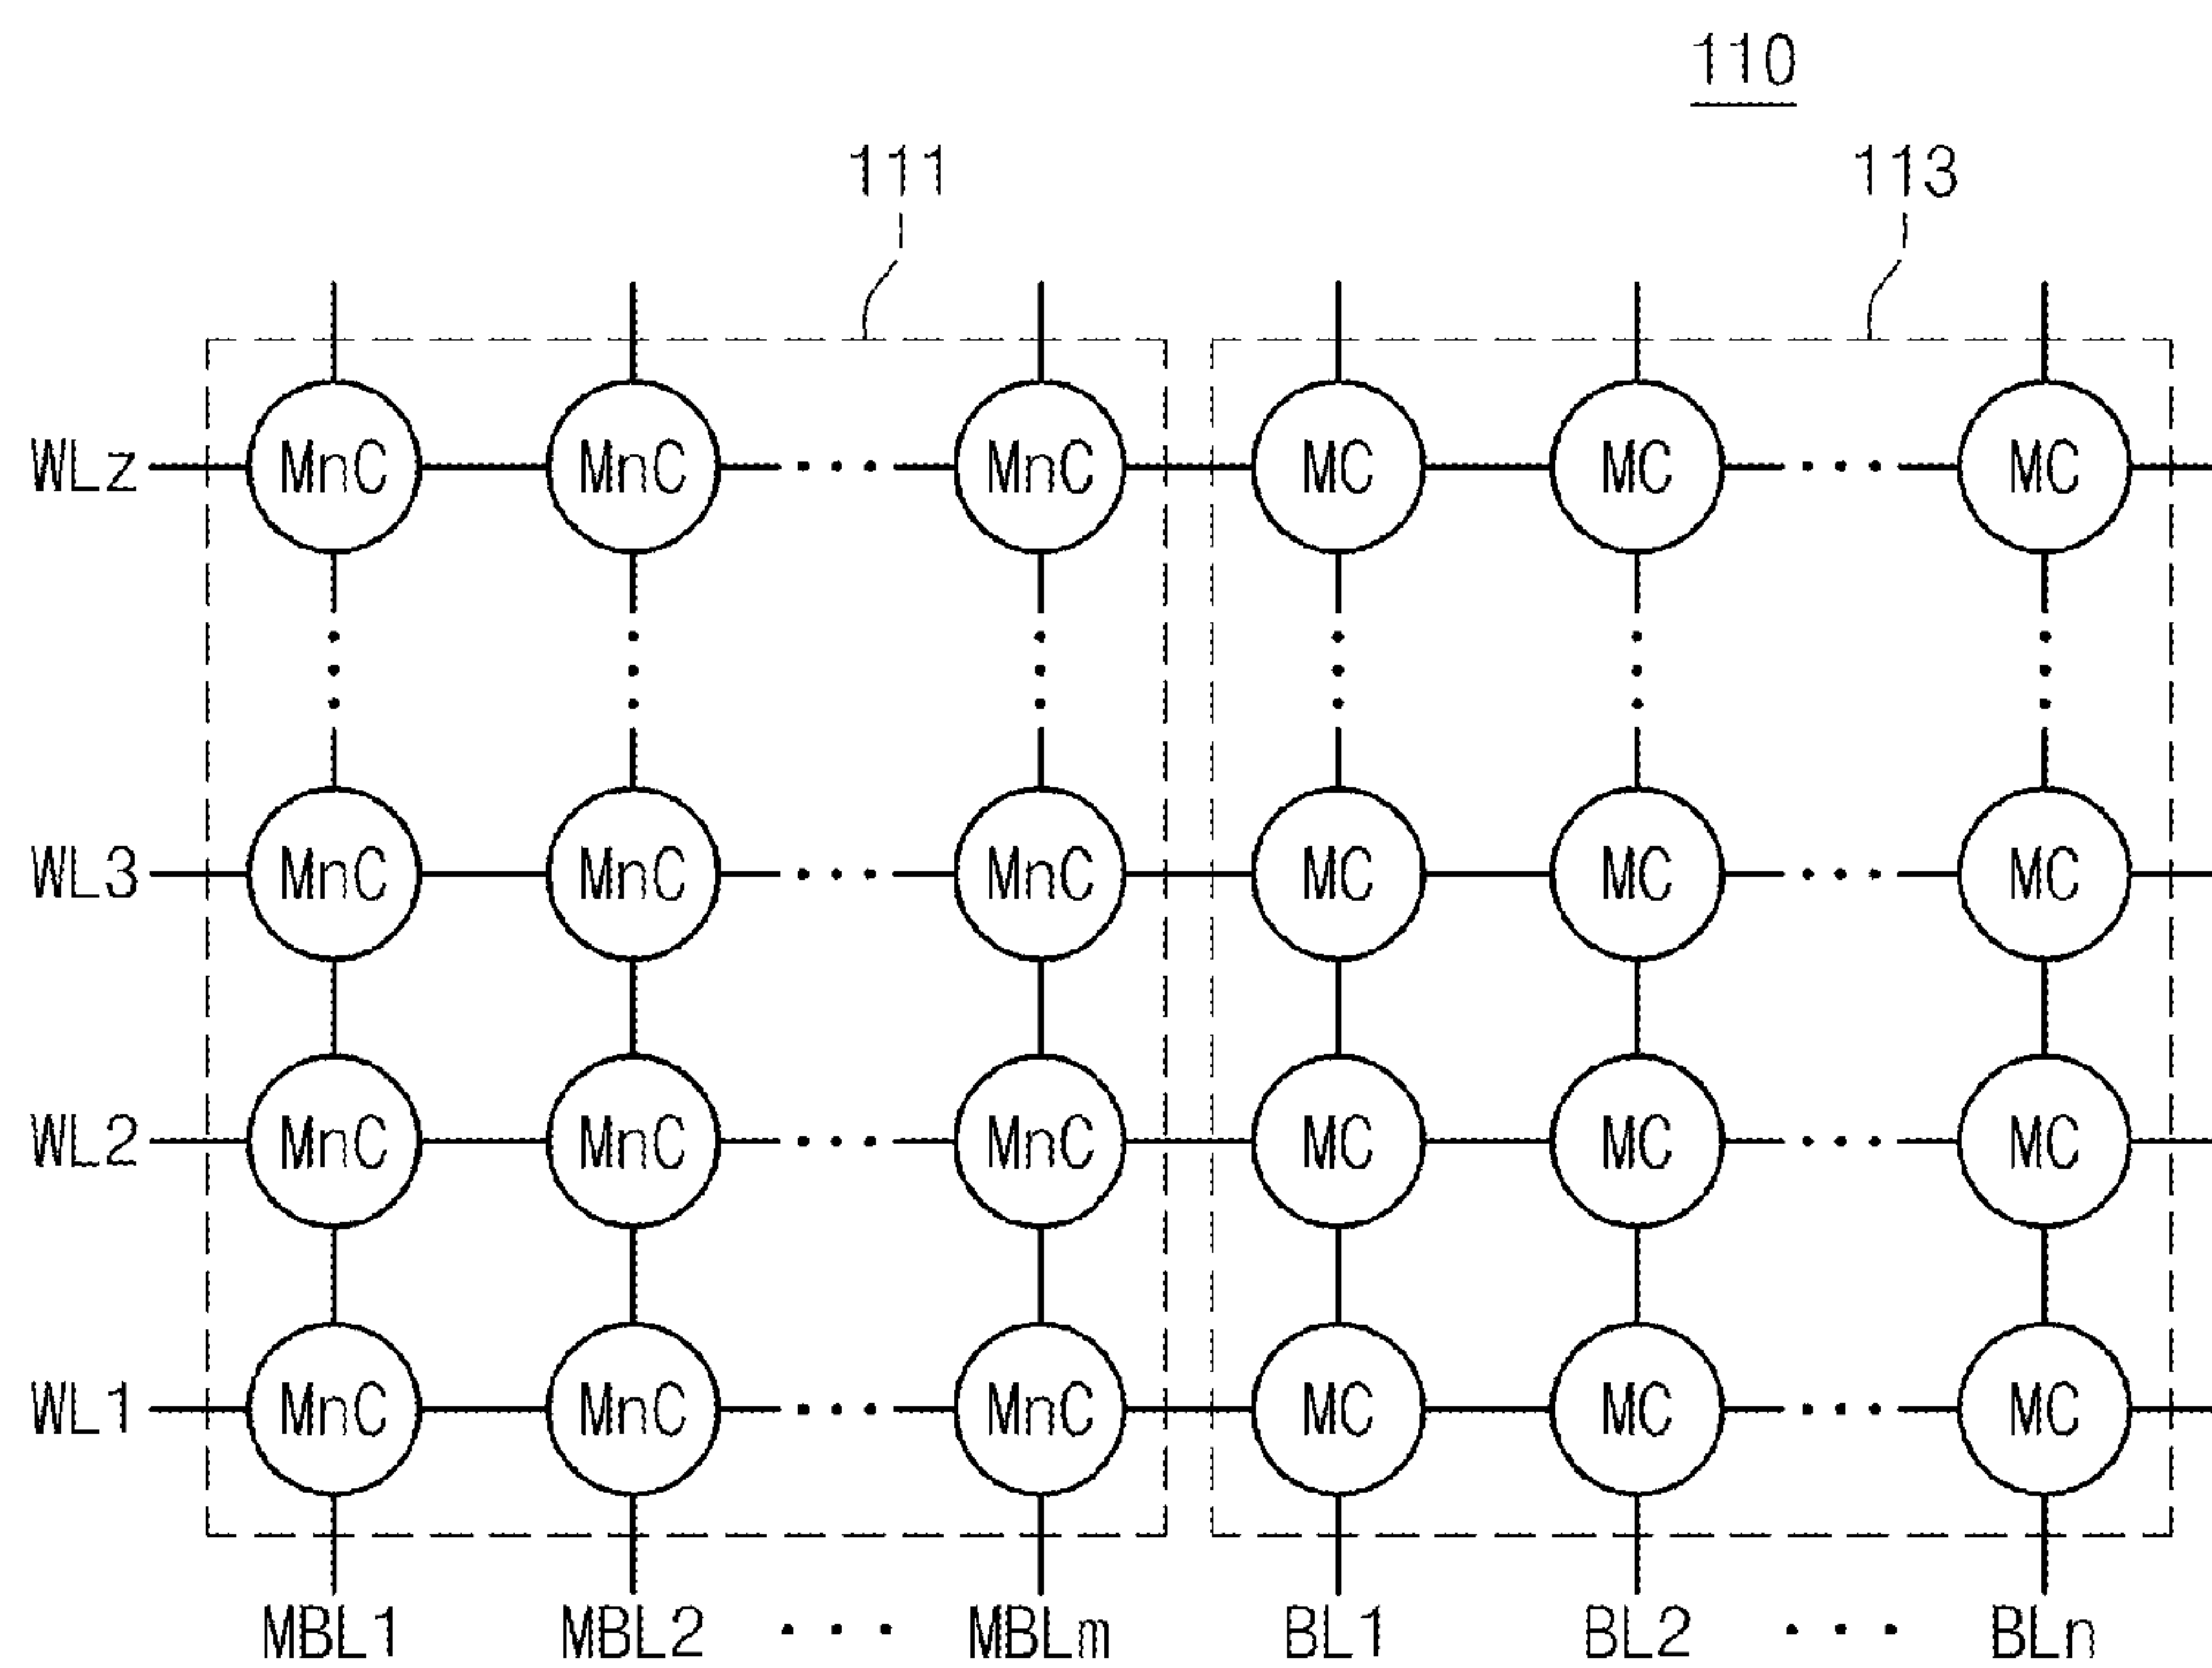 110
111 113
WLz MnC MnC ... MnC MC MC ... MC
WL3 MnC MnC ... MnC MC MC ... MC
WL2 MnC MnC ... MnC MC MC ... MC
WL1 MnC MnC ... MnC MC MC ... MC
MBL1 MBL2 ... MBLm BL1 BL2 ... BLn